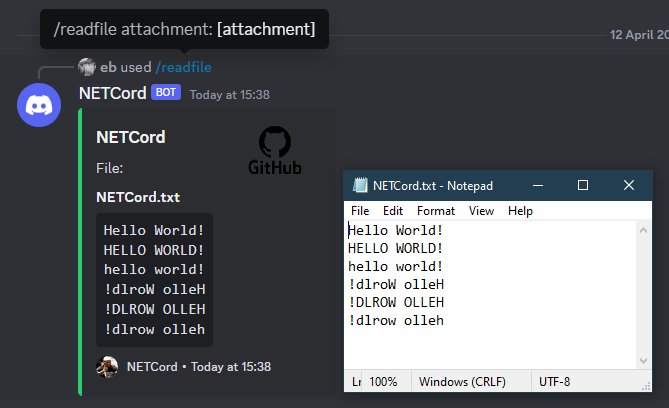 /readfile attachment: [attachment]
12 April 20
eb used /readfile
NETCord BOT Today at 15:38
NETCord
GitHub
File:
NETCord.txt
Hello World!
HELLO WORLD!
hello world!
!dlroW olleH
!DLROW OLLEH
!dlrow olleh
NETCord • Today at 15:38
NETCord.txt - Notepad
File Edit Format View Help
Hello World!
HELLO WORLD!
hello world!
!dlroW olleH
!DLROW OLLEH
!dlrow olleh
100% Windows (CRLF) UTF-8